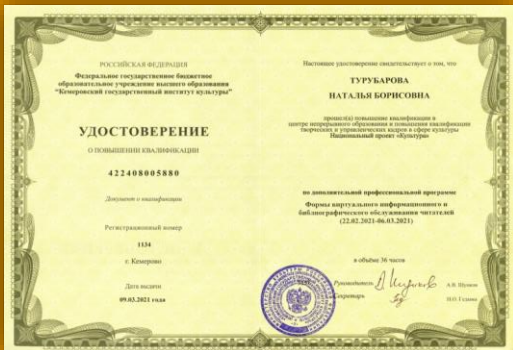 РОССИЙСКАЯ ФЕДЕРАЦИЯ
Федеральное государственное бюджетное
образовательное учреждение высшего образования
"Кемеровский государственный институт культуры"
УДОСТОВЕРЕНИЕ
О ПОВЫШЕНИИ КВАЛИФИКАЦИИ
422408005880
Документ о квалификации
Регистрационный номер
1134
г. Кемерово
Дата выдачи
09.03.2021 года
Настоящее удостоверение свидетельствует о том, что
ТУРУБАРОВА
НАТАЛЬЯ БОРИСОВНА
прошел(а) повышение квалификации в
центре непрерывного образования и повышения квалификации
творческих и управленческих кадров в сфере культуры
Национальный проект «Культура»
по дополнительной профессиональной программе
Формы виртуального информационного и
библиографического обслуживания читателей
(22.02.2021-06.03.2021)
в объёме 36 часов
Руководитель А.В. Шунков
Секретарь